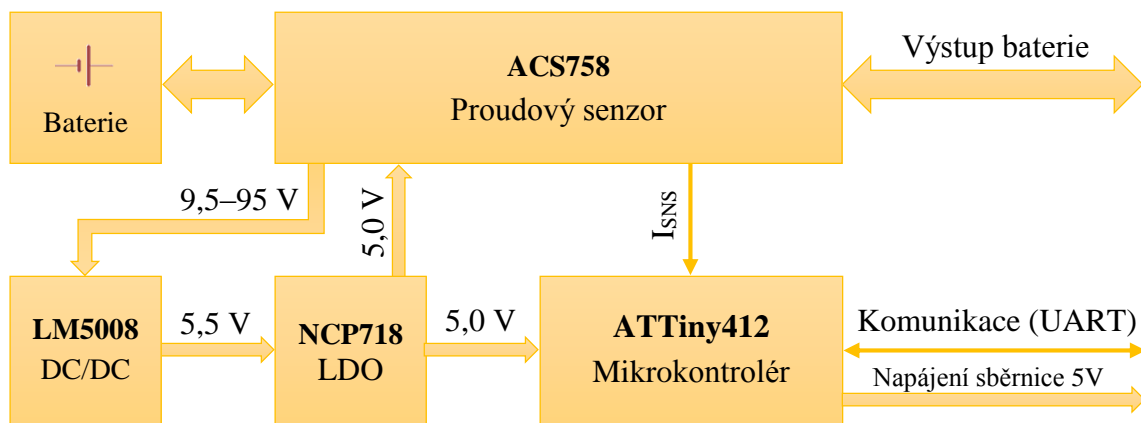 Baterie
ACS758
Proudový senzor
Výstup baterie
9,5–95 V
5,0 V
I_SNS
LM5008
DC/DC
5,5 V
NCP718
LDO
5,0 V
ATTiny412
Mikrokontrolér
Komunikace (UART)
Napájení sběrnice 5V